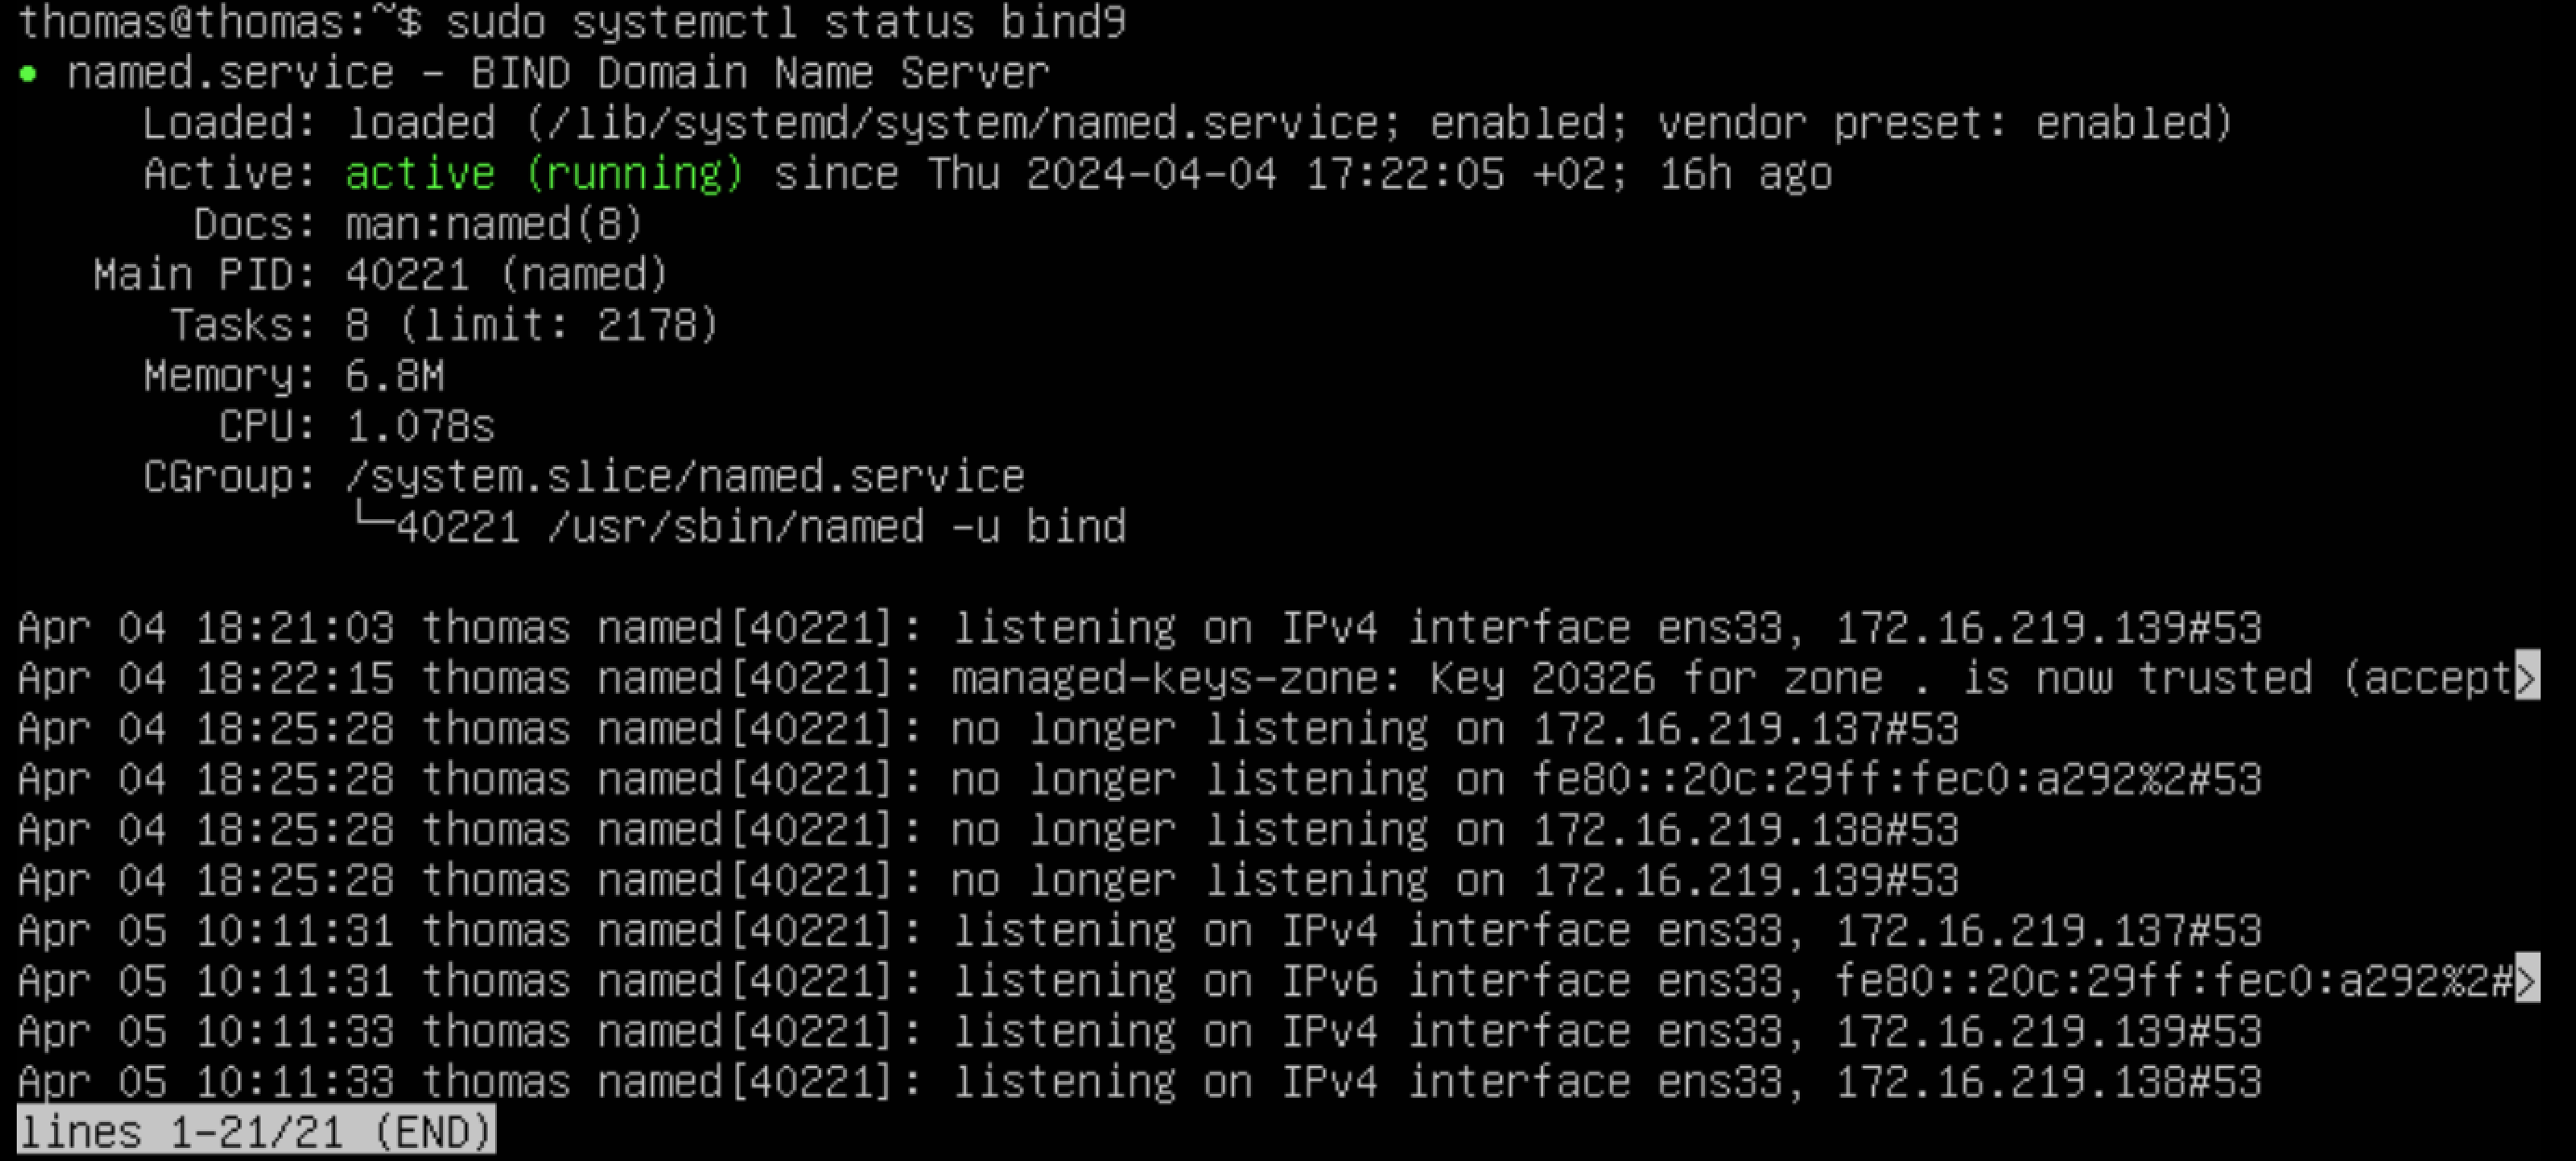 thomas@thomas:~$ sudo systemctl status bind9
● named.service - BIND Domain Name Server
     Loaded: loaded (/lib/systemd/system/named.service; enabled; vendor preset: enabled)
     Active: active (running) since Thu 2024-04-04 17:22:05 +02; 16h ago
       Docs: man:named(8)
   Main PID: 40221 (named)
      Tasks: 8 (limit: 2178)
     Memory: 6.8M
        CPU: 1.078s
     CGroup: /system.slice/named.service
             └─40221 /usr/sbin/named -u bind

Apr 04 18:21:03 thomas named[40221]: listening on IPv4 interface ens33, 172.16.219.139#53
Apr 04 18:22:15 thomas named[40221]: managed-keys-zone: Key 20326 for zone . is now trusted (accept>
Apr 04 18:25:28 thomas named[40221]: no longer listening on 172.16.219.137#53
Apr 04 18:25:28 thomas named[40221]: no longer listening on fe80::20c:29ff:fec0:a292%2#53
Apr 04 18:25:28 thomas named[40221]: no longer listening on 172.16.219.138#53
Apr 04 18:25:28 thomas named[40221]: no longer listening on 172.16.219.139#53
Apr 05 10:11:31 thomas named[40221]: listening on IPv4 interface ens33, 172.16.219.137#53
Apr 05 10:11:31 thomas named[40221]: listening on IPv6 interface ens33, fe80::20c:29ff:fec0:a292%2#>
Apr 05 10:11:33 thomas named[40221]: listening on IPv4 interface ens33, 172.16.219.139#53
Apr 05 10:11:33 thomas named[40221]: listening on IPv4 interface ens33, 172.16.219.138#53
lines 1-21/21 (END)